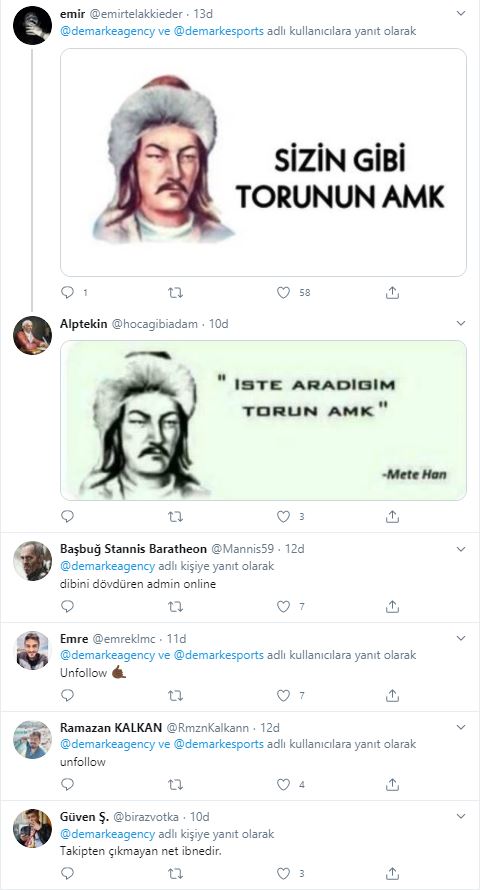 emir @emirtelakkieder · 13d
@demarkeagency ve @demarkesports adlı kullanıcılara yanıt olarak
SİZİN GİBİ
TORUNUN AMK
1
58
Alptekin @hocagibiadam · 10d
" İSTE ARADIGIM
TORUN AMK"
-Mete Han
3
Başbuğ Stannis Baratheon @Mannis59 · 12d
@demarkeagency adlı kişiye yanıt olarak
dibini dövdüren admin online
7
Emre @emreklmc · 11d
@demarkeagency ve @demarkesports adlı kullanıcılara yanıt olarak
Unfollow 🤙🏿
7
Ramazan KALKAN @RmznKalkann · 12d
@demarkeagency ve @demarkesports adlı kullanıcılara yanıt olarak
unfollow
4
Güven Ş. @birazvotka · 10d
@demarkeagency adlı kişiye yanıt olarak
Takipten çıkmayan net ibnedir.
3